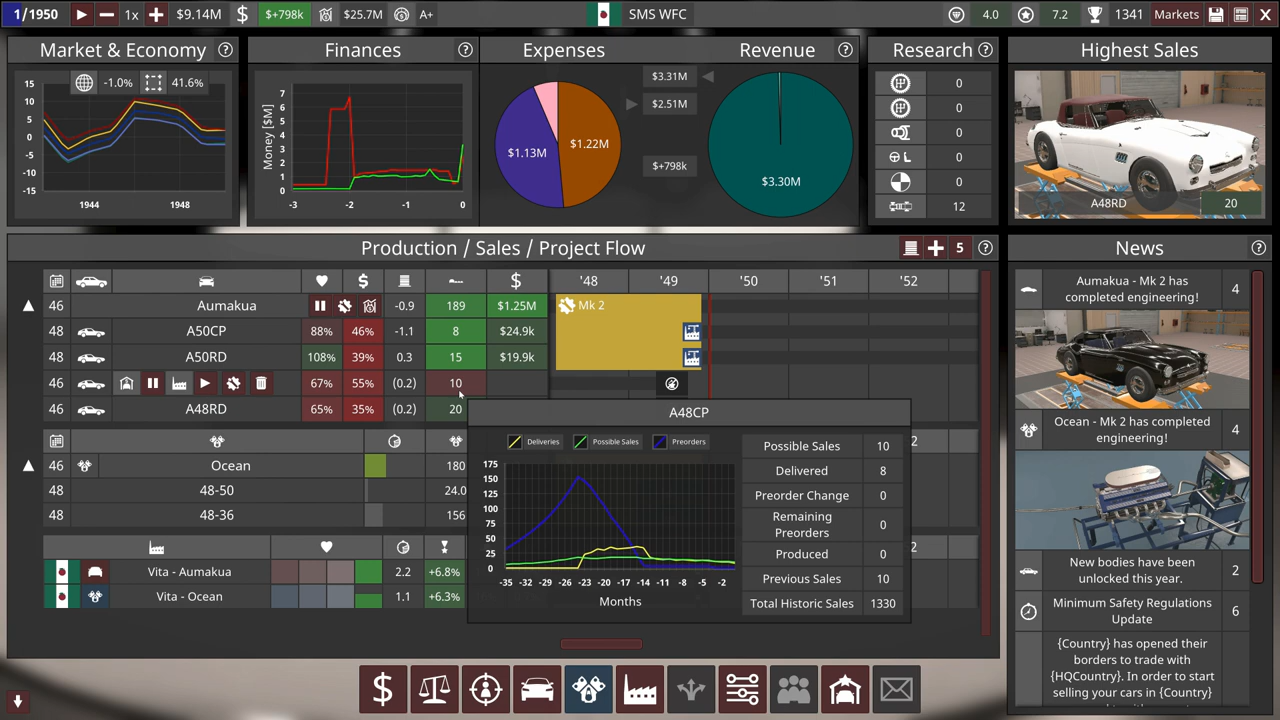 1/1950
1x
$9.14M
$
$+798k
$25.7M
A+
SMS WFC
4.0
7.2
1341
Markets
X
Market & Economy
?
-1.0%
41.6%
15
10
5
0
-5
-10
-15
1944
1948
Finances
?
Money [$M]
7
6
5
4
3
2
1
0
-3
-2
-1
0
Expenses
$1.13M
$1.22M
$3.31M
$2.51M
$+798k
Revenue
?
$3.30M
Research
?
0
0
0
0
0
12
Highest Sales
A48RD
20
Production / Sales / Project Flow
5
?
$
$
'48
'49
'50
'51
'52
46
Aumakua
-0.9
189
$1.25M
Mk 2
48
A50CP
88%
46%
-1.1
8
$24.9k
48
A50RD
108%
39%
0.3
15
$19.9k
46
67%
55%
(0.2)
10
46
A48RD
65%
35%
(0.2)
20
46
Ocean
180
48
48-50
24.0
48
48-36
156
Vita - Aumakua
2.2
+6.8%
Vita - Ocean
1.1
+6.3%
2
2
A48CP
Deliveries
Possible Sales
Preorders
175
150
125
100
75
50
25
0
-35
-32
-29
-26
-23
-20
-17
-14
-11
-8
-5
-2
Months
Possible Sales
10
Delivered
8
Preorder Change
0
Remaining
Preorders
0
Produced
0
Previous Sales
10
Total Historic Sales
1330
News
?
Aumakua - Mk 2 has
completed engineering!
4
Ocean - Mk 2 has
completed engineering!
4
New bodies have been
unlocked this year.
2
Minimum Safety Regulations
Update
6
{Country} has opened their
borders to trade with
{HQCountry}. In order to start
selling your cars in {Country}
$